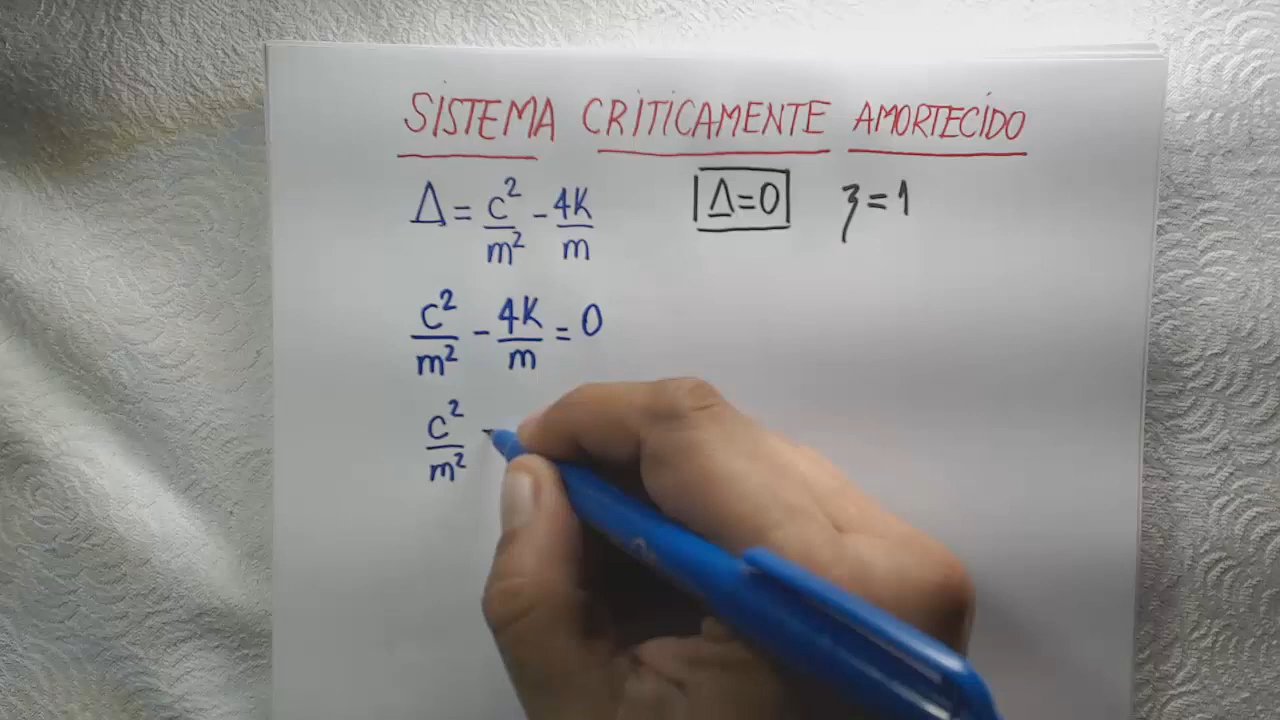 SISTEMA CRITICAMENTE AMORTECIDO
Δ = c²/m² - 4K/m
Δ=0
ʒ = 1
c²/m² - 4K/m = 0
c²/m²